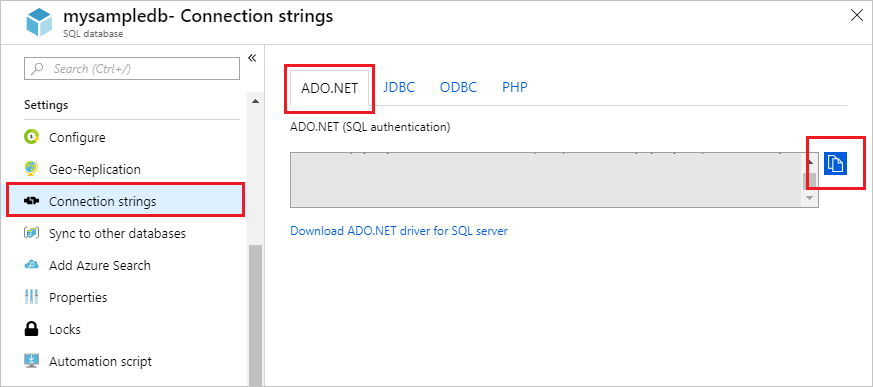 mysampledb- Connection strings
SQL database
Search (Ctrl+/)
Settings
Configure
Geo-Replication
Connection strings
Sync to other databases
Add Azure Search
Properties
Locks
Automation script
ADO.NET JDBC ODBC PHP
ADO.NET (SQL authentication)
Download ADO.NET driver for SQL server